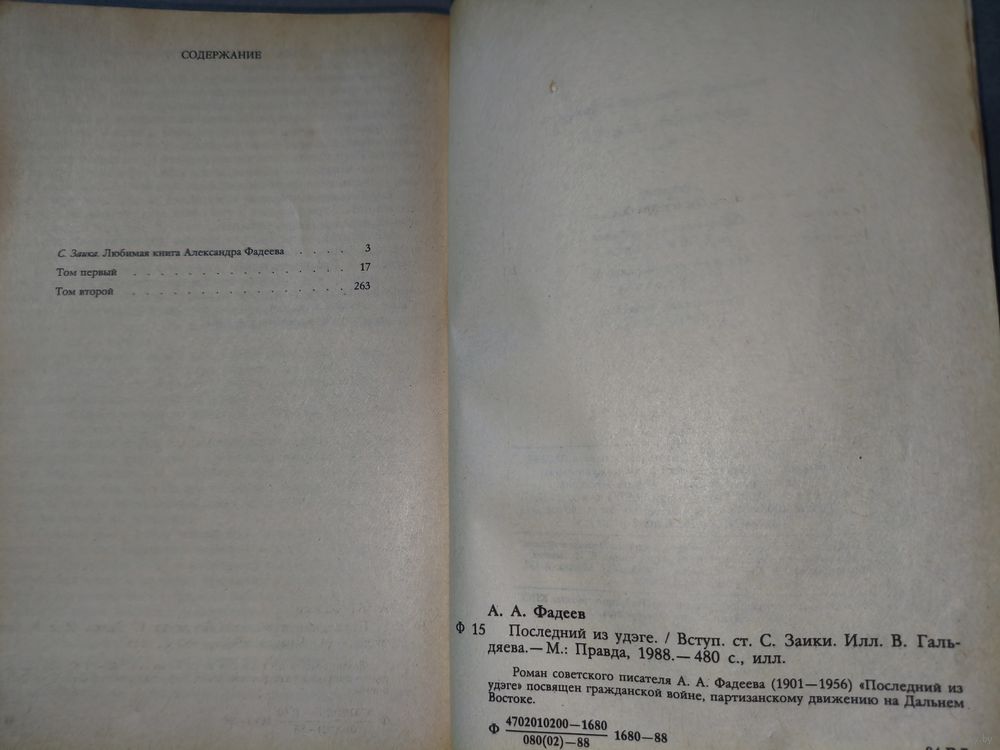 СОДЕРЖАНИЕ
С. Заика. Любимая книга Александра Фадеева . . . . 3
Том первый . . . . . . . . . . . . . . . . 17
Том второй . . . . . . . . . . . . . . . . 263
А. А. Фадеев
Ф 15 Последний из удэге. / Вступ. ст. С. Заики. Илл. В. Галь-
дяева.— М.: Правда, 1988.— 480 с., илл.
Роман советского писателя А. А. Фадеева (1901—1956) «Последний из
удэге» посвящен гражданской войне, партизанскому движению на Дальнем
Востоке.
Ф 4702010200—1680
080(02)—88 1680—88